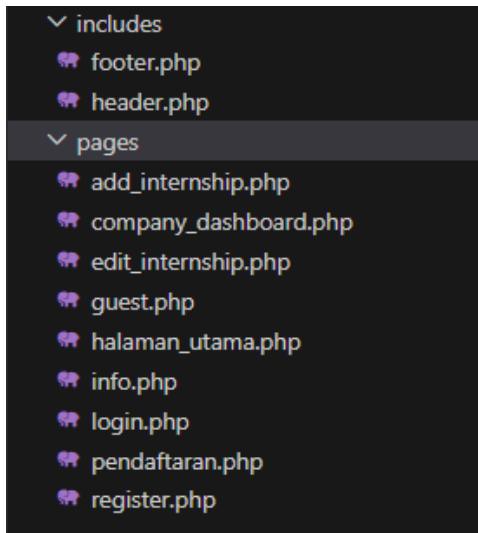 includes
footer.php
header.php
pages
add_internship.php
company_dashboard.php
edit_internship.php
guest.php
halaman_utama.php
info.php
login.php
pendaftaran.php
register.php